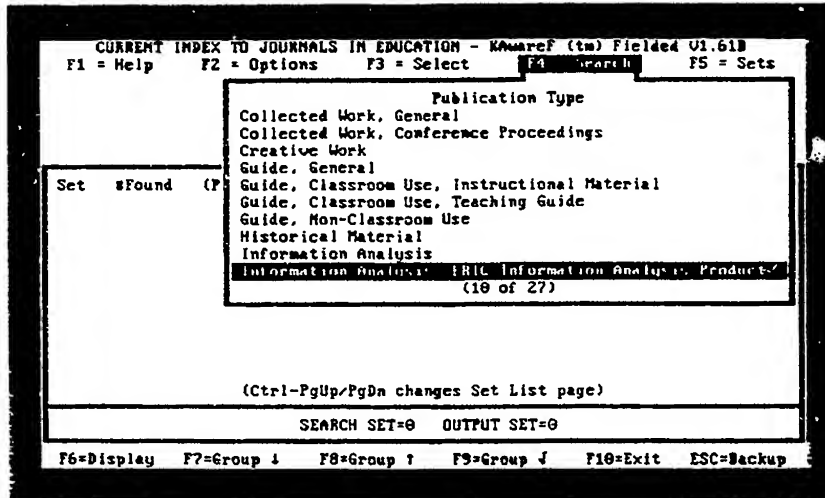 CURRENT INDEX TO JOURNALS IN EDUCATION - KAwareF (tm) Fielded V1.61B
F1 = Help F2 = Options F3 = Select F4 Search F5 = Sets
Publication Type
Collected Work, General
Collected Work, Conference Proceedings
Creative Work
Guide, General
Set #Found (P Guide, Classroom Use, Instructional Material
Guide, Classroom Use, Teaching Guide
Guide, Non-Classroom Use
Historical Material
Information Analysis
Information Analysis ERIC Information Analysis Products
(10 of 27)
(Ctrl-PgUp/PgDn changes Set List page)
SEARCH SET=0 OUTPUT SET=0
F6=Display F7=Group ↓ F8=Group ↑ F9=Group F10=Exit ESC=Backup